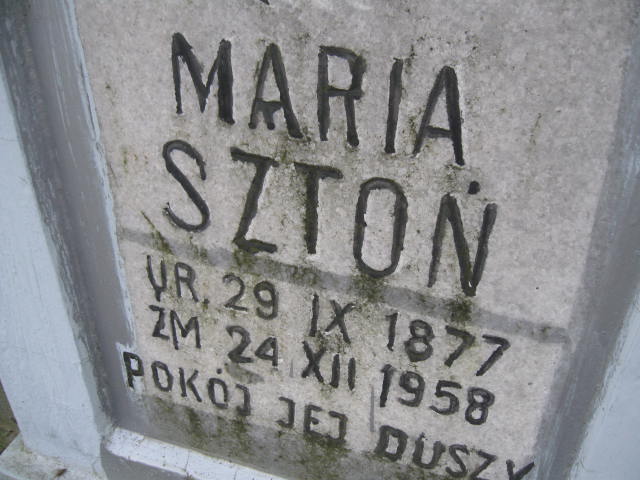 MARIA
SZTOŃ
UR. 29 IX 1877
ZM 24 XII 1958
POKÓJ JEJ DUSZY